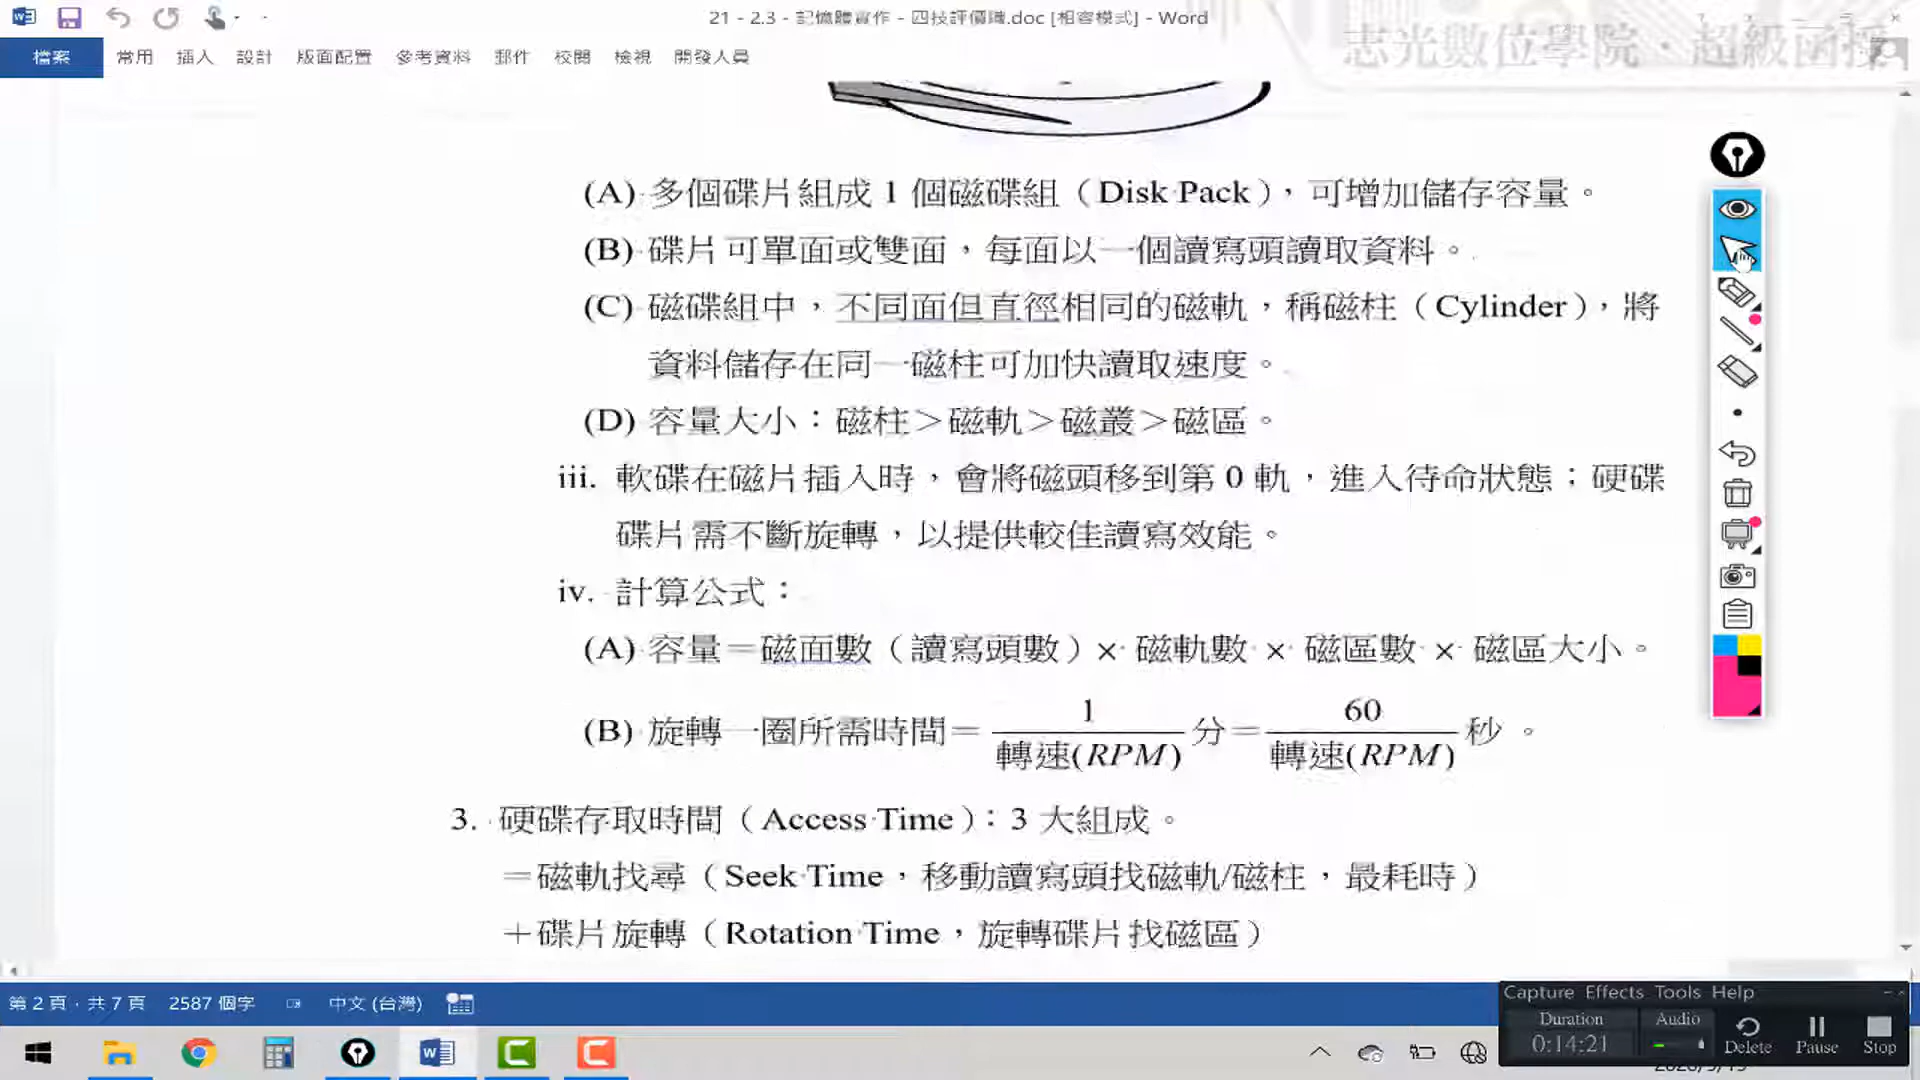 21 - 2.3 - 記憶體實作 - 四技評價職.doc [相容模式] - Word
志光數位學院．超級函授
檔案 常用 插入 設計 版面配置 參考資料 郵件 校閱 檢視 開發人員
(A) 多個碟片組成 1 個磁碟組（Disk Pack），可增加儲存容量。
(B) 碟片可單面或雙面，每面以一個讀寫頭讀取資料。
(C) 磁碟組中，不同面但直徑相同的磁軌，稱磁柱（Cylinder），將
資料儲存在同一磁柱可加快讀取速度。
(D) 容量大小：磁柱＞磁軌＞磁叢＞磁區。
iii. 軟碟在磁片插入時，會將磁頭移到第 0 軌，進入待命狀態；硬碟
碟片需不斷旋轉，以提供較佳讀寫效能。
iv. 計算公式：
(A) 容量＝磁面數（讀寫頭數）× 磁軌數 × 磁區數 × 磁區大小。
(B) 旋轉一圈所需時間＝ 1 / 轉速(RPM) 分＝ 60 / 轉速(RPM) 秒 。
3. 硬碟存取時間（Access Time）：3 大組成。
＝磁軌找尋（Seek Time，移動讀寫頭找磁軌/磁柱，最耗時）
＋碟片旋轉（Rotation Time，旋轉碟片找磁區）
第 2 頁，共 7 頁 2587 個字 中文 (台灣)
Capture Effects Tools Help
Duration Audio
0:14:21 Delete Pause Stop